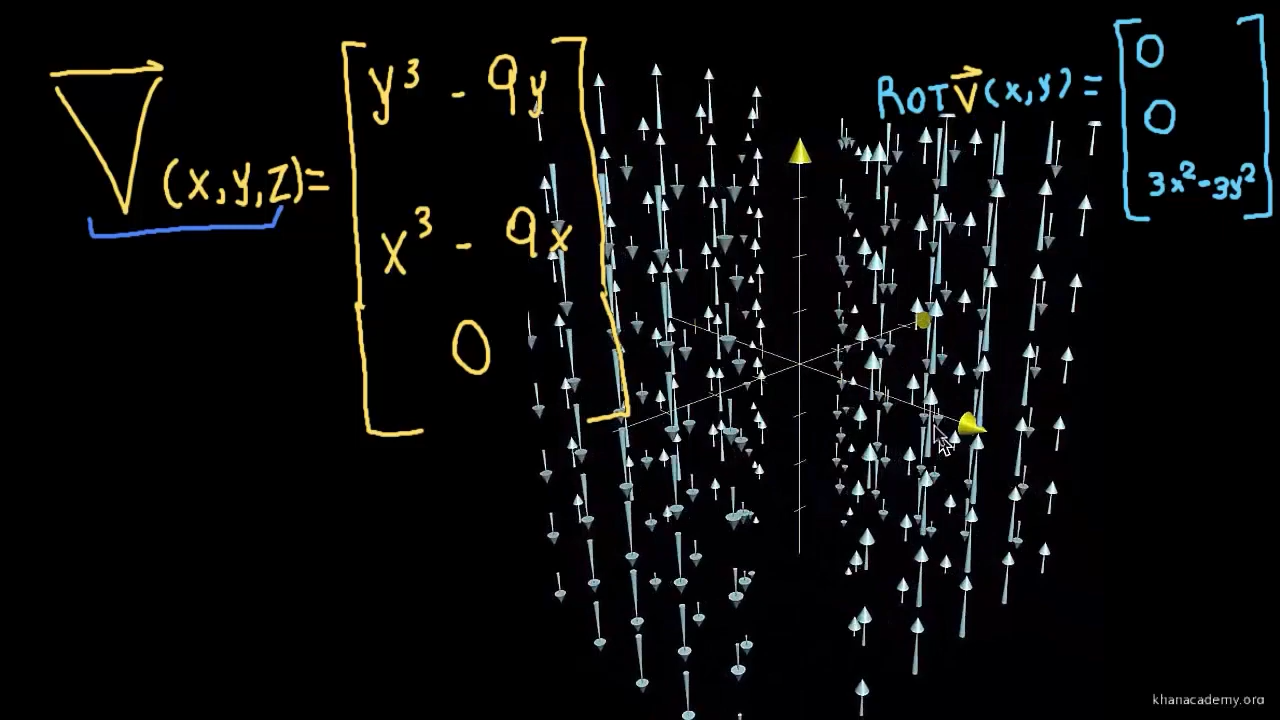 V⃗(x,y,z)=
y³ - 9y
x³ - 9x
0
ROT V⃗(x,y)=
0
0
3x²-3y²
khanacademy.org